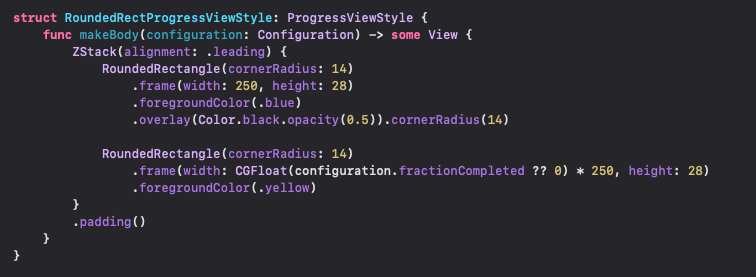 struct RoundedRectProgressViewStyle: ProgressViewStyle {
    func makeBody(configuration: Configuration) -> some View {
        ZStack(alignment: .leading) {
            RoundedRectangle(cornerRadius: 14)
                .frame(width: 250, height: 28)
                .foregroundColor(.blue)
                .overlay(Color.black.opacity(0.5)).cornerRadius(14)

            RoundedRectangle(cornerRadius: 14)
                .frame(width: CGFloat(configuration.fractionCompleted ?? 0) * 250, height: 28)
                .foregroundColor(.yellow)
        }
        .padding()
    }
}